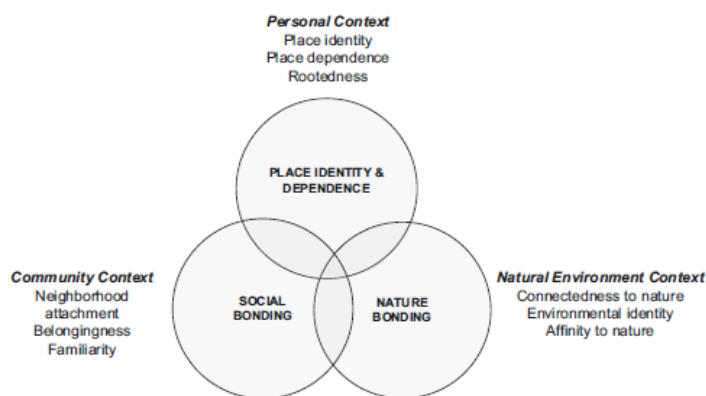 Personal Context
Place identity
Place dependence
Rootedness
PLACE IDENTITY &
DEPENDENCE
Community Context
Neighborhood
attachment
Belongingness
Familiarity
SOCIAL
BONDING
NATURE
BONDING
Natural Environment Context
Connectedness to nature
Environmental identity
Affinity to nature